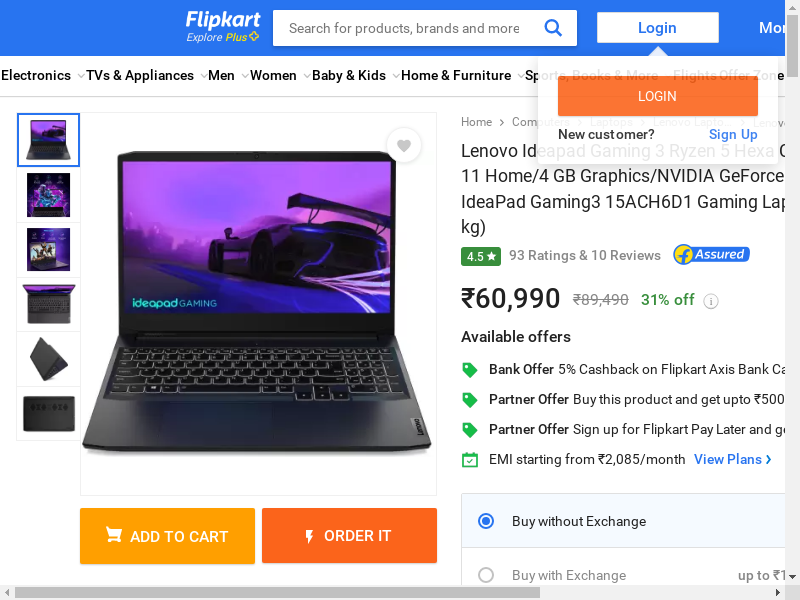 Flipkart
Explore Plus
Search for products, brands and more
Login
Mor
Electronics
TVs & Appliances
Men
Women
Baby & Kids
Home & Furniture
Sports, Books & More
Flights
Offer Zone
LOGIN
New customer?
Sign Up
Home
Computers
Laptops
Lenovo Lapto...
Lenov
Lenovo Ideapad Gaming 3 Ryzen 5 Hexa C
11 Home/4 GB Graphics/NVIDIA GeForce
IdeaPad Gaming3 15ACH6D1 Gaming Lap
kg)
4.5
93 Ratings & 10 Reviews
Assured
₹60,990
₹89,490
31% off
Available offers
Bank Offer 5% Cashback on Flipkart Axis Bank Ca
Partner Offer Buy this product and get upto ₹500
Partner Offer Sign up for Flipkart Pay Later and ge
EMI starting from ₹2,085/month
View Plans
Buy without Exchange
Buy with Exchange
up to ₹1
ideapad GAMING
Lenovo
ADD TO CART
ORDER IT